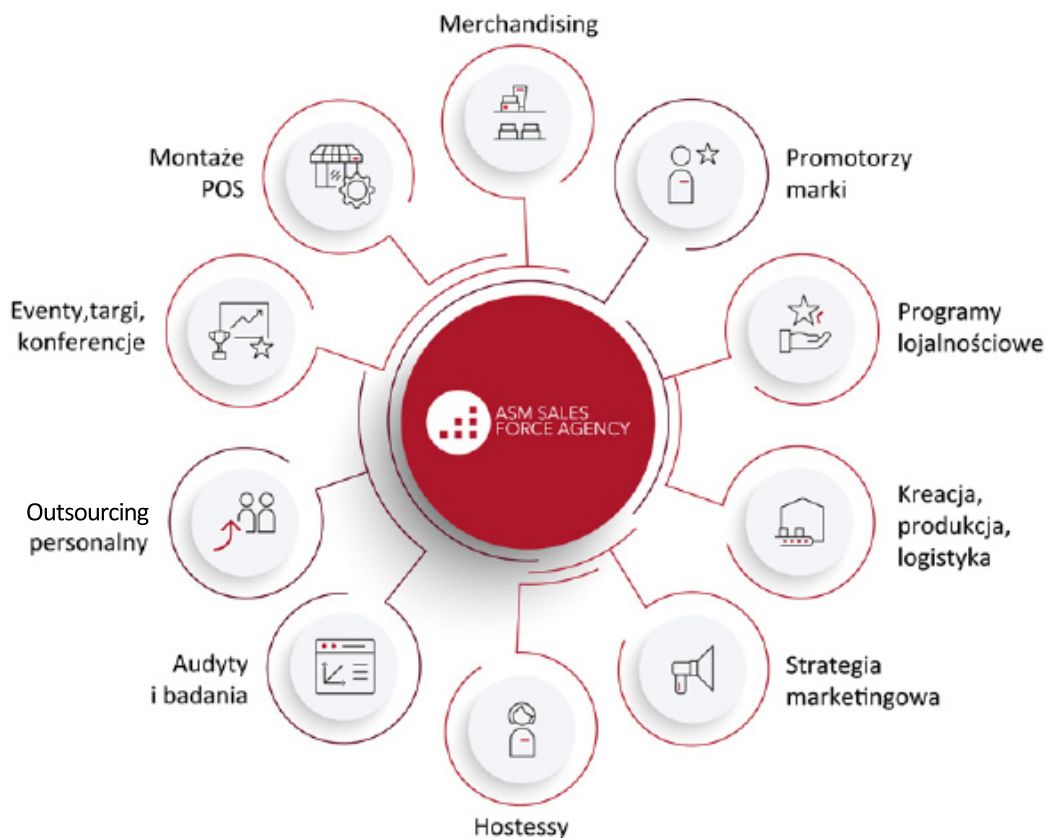 Merchandising
Promotorzy
marki
Programy
lojalnościowe
Kreacja,
produkcja,
logistyka
Strategia
marketingowa
Hostessy
Audyty
i badania
Outsourcing
personalny
Eventy,targi,
konferencje
Montaże
POS
ASM SALES
FORCE AGENCY